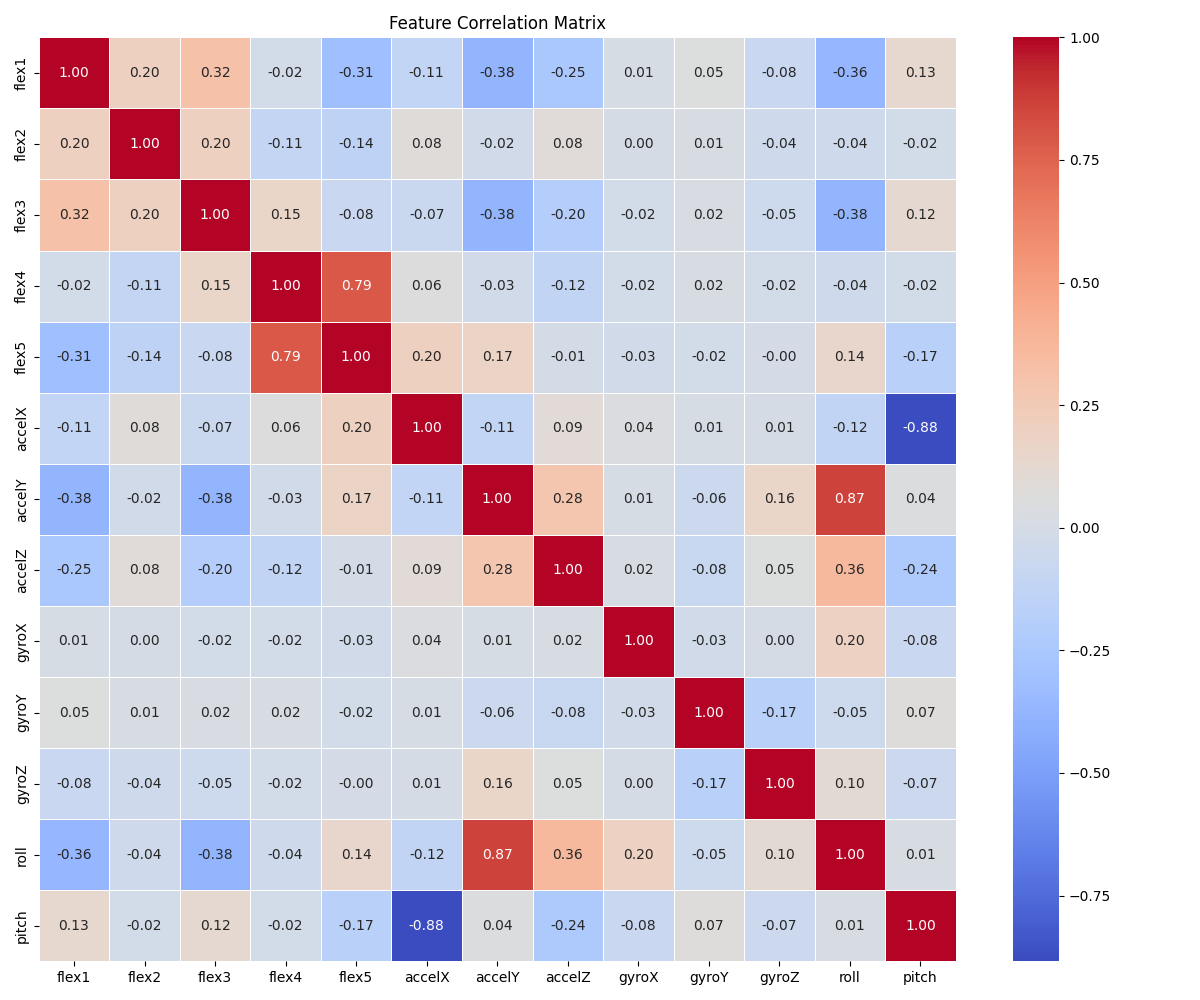 Feature Correlation Matrix
flex1 1.00 0.20 0.32 -0.02 -0.31 -0.11 -0.38 -0.25 0.01 0.05 -0.08 -0.36 0.13
flex2 0.20 1.00 0.20 -0.11 -0.14 0.08 -0.02 0.08 0.00 0.01 -0.04 -0.04 -0.02
flex3 0.32 0.20 1.00 0.15 -0.08 -0.07 -0.38 -0.20 -0.02 0.02 -0.05 -0.38 0.12
flex4 -0.02 -0.11 0.15 1.00 0.79 0.06 -0.03 -0.12 -0.02 0.02 -0.02 -0.04 -0.02
flex5 -0.31 -0.14 -0.08 0.79 1.00 0.20 0.17 -0.01 -0.03 -0.02 -0.00 0.14 -0.17
accelX -0.11 0.08 -0.07 0.06 0.20 1.00 -0.11 0.09 0.04 0.01 0.01 -0.12 -0.88
accelY -0.38 -0.02 -0.38 -0.03 0.17 -0.11 1.00 0.28 0.01 -0.06 0.16 0.87 0.04
accelZ -0.25 0.08 -0.20 -0.12 -0.01 0.09 0.28 1.00 0.02 -0.08 0.05 0.36 -0.24
gyroX 0.01 0.00 -0.02 -0.02 -0.03 0.04 0.01 0.02 1.00 -0.03 0.00 0.20 -0.08
gyroY 0.05 0.01 0.02 0.02 -0.02 0.01 -0.06 -0.08 -0.03 1.00 -0.17 -0.05 0.07
gyroZ -0.08 -0.04 -0.05 -0.02 -0.00 0.01 0.16 0.05 0.00 -0.17 1.00 0.10 -0.07
roll -0.36 -0.04 -0.38 -0.04 0.14 -0.12 0.87 0.36 0.20 -0.05 0.10 1.00 0.01
pitch 0.13 -0.02 0.12 -0.02 -0.17 -0.88 0.04 -0.24 -0.08 0.07 -0.07 0.01 1.00
flex1 flex2 flex3 flex4 flex5 accelX accelY accelZ gyroX gyroY gyroZ roll pitch
1.00
0.75
0.50
0.25
0.00
−0.25
−0.50
−0.75